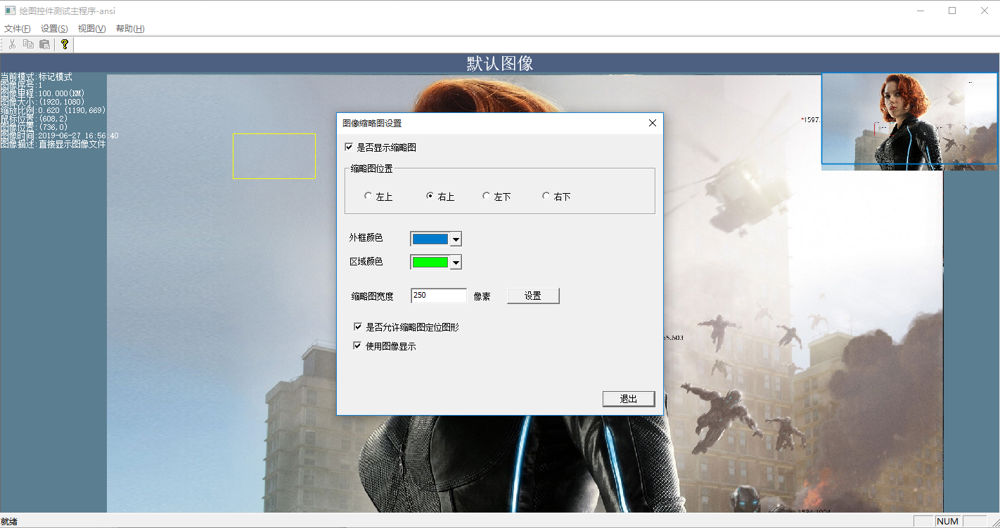 绘图控件测试主程序-ansi
文件(F) 设置(S) 视图(V) 帮助(H)
默认图像
当前模式:标记模式
图像序号:1
图像里程:100.000(KM)
图像大小:(1920,1080)
缩放比例:0.620 (1190,669)
鼠标位置:(608,2)
图像位置:(736,0)
图像时间:2019-06-27 16:56:40
图像描述:直接显示图像文件
1597.
图像缩略图设置
是否显示缩略图
缩略图位置
左上 右上 左下 右下
外框颜色
区域颜色
缩略图宽度 250 像素 设置
是否允许缩略图定位图形
使用图像显示
5.603
退出
就绪 NUM